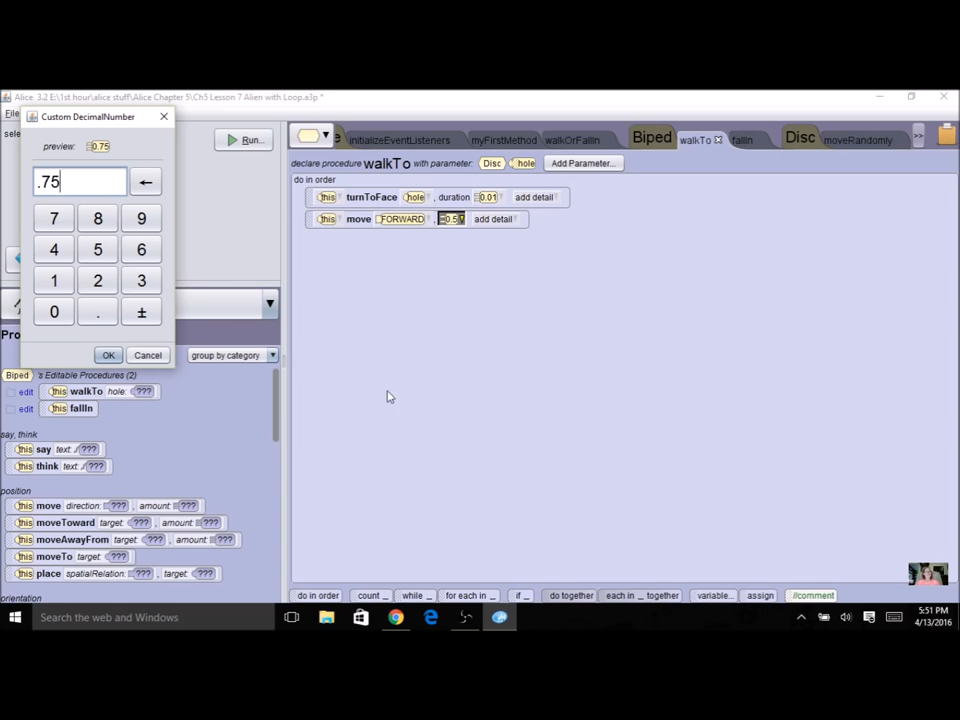 Alice 3.2 E:\1st hour\alice stuff\Alice Chapter 5\Ch5 Lesson 7 Alien with Loop.a3p *
File
Custom DecimalNumber
preview: 0.75
.75
7 8 9
4 5 6
1 2 3
0 . ±
OK Cancel
Run...
group by category
Biped 's Editable Procedures (2)
edit this walkTo hole: ???
edit this fallIn
say, think
this say text: ???
this think text: ???
position
this move direction: ??? , amount: ???
this moveToward target: ??? , amount: ???
this moveAwayFrom target: ??? , amount: ???
this moveTo target: ???
this place spatialRelation: ??? , target: ???
orientation
initializeEventListeners myFirstMethod walkOrFallIn Biped walkTo fallIn Disc moveRandomly >>
declare procedure walkTo with parameter: Disc hole Add Parameter...
do in order
this turnToFace hole , duration 0.01 add detail
this move FORWARD , 0.5 add detail
do in order count _ while _ for each in _ if _ do together each in _ together variable... assign //comment
Search the web and Windows
5:51 PM
4/13/2016